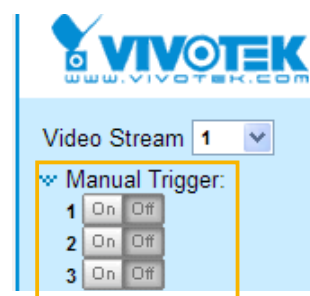 VIVOTEK
www.vivotek.com
Video Stream 1
Manual Trigger:
1 On Off
2 On Off
3 On Off